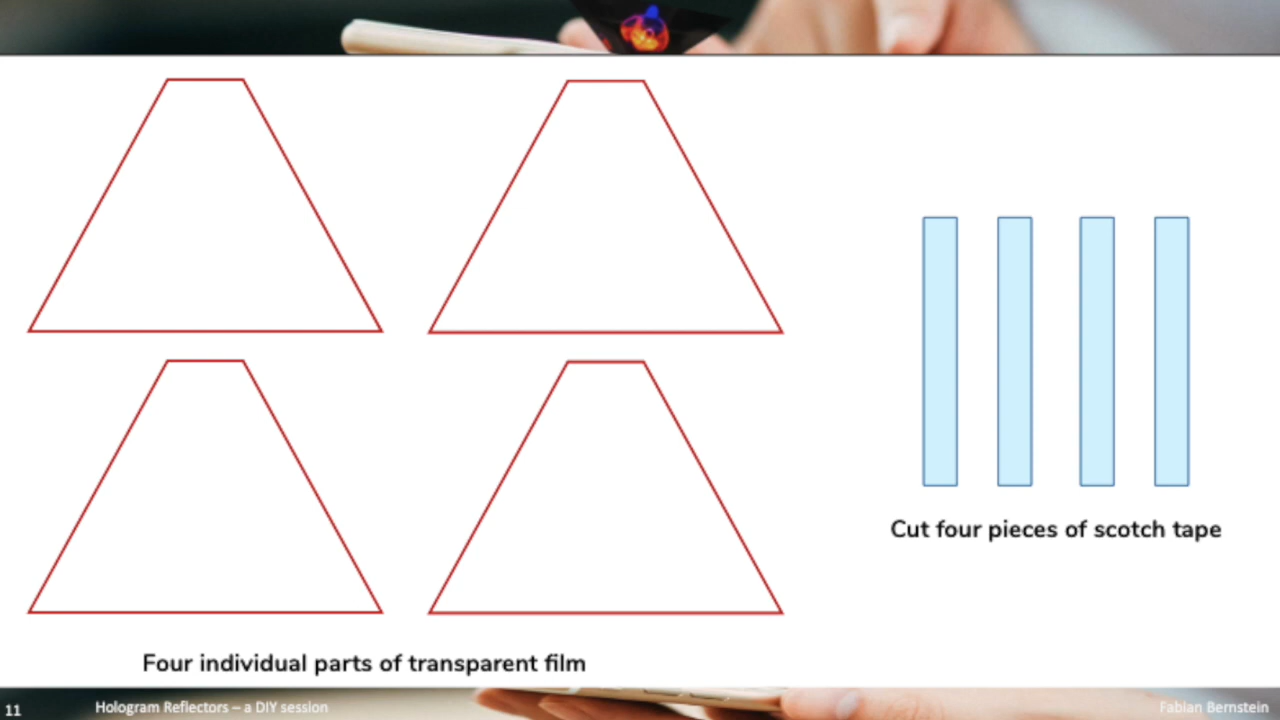 Cut four pieces of scotch tape
Four individual parts of transparent film
11
Hologram Reflectors – a DIY session
Fabian Bernstein